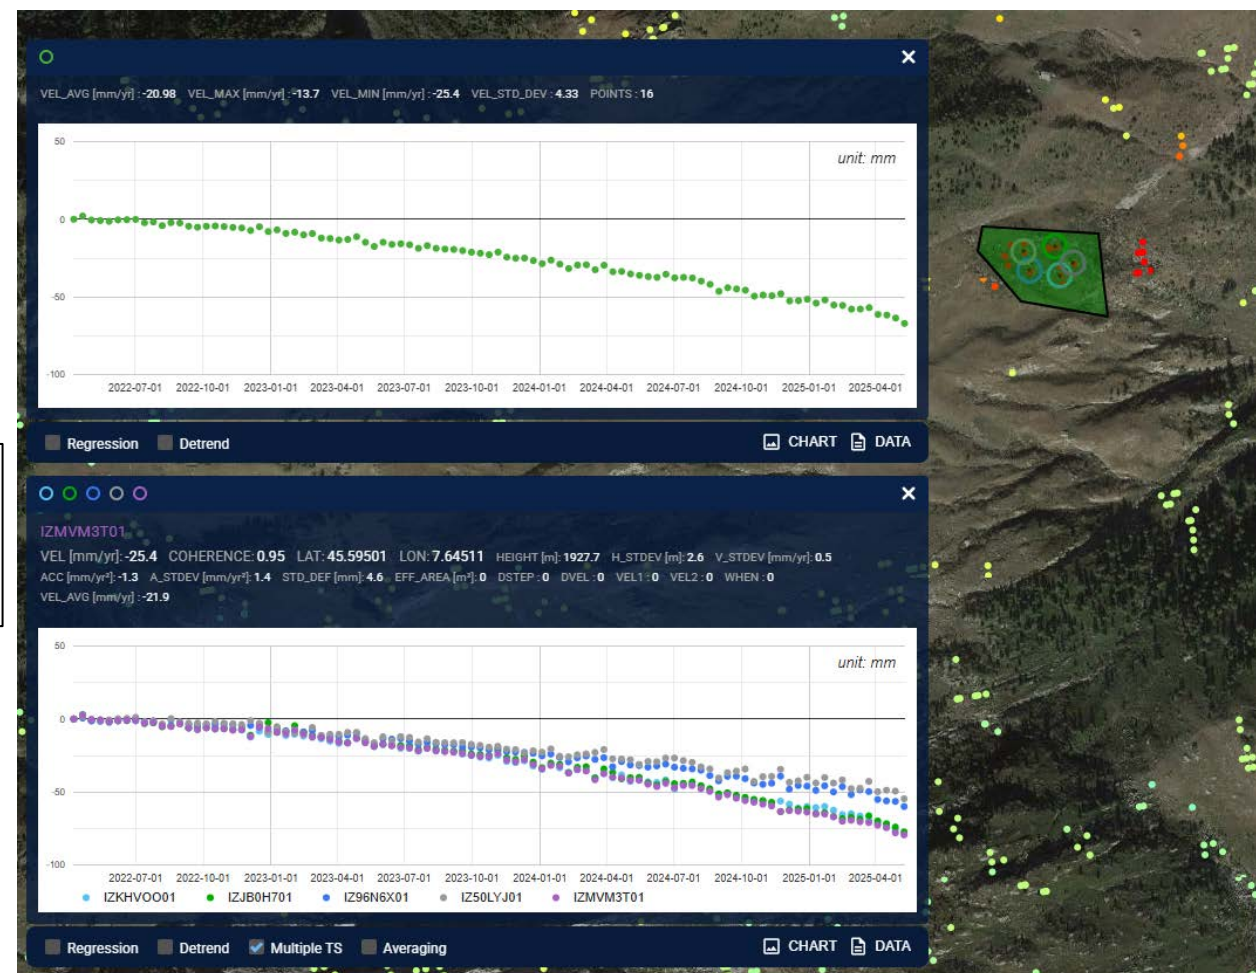 VEL_AVG [mm/yr] : -20.98 VEL_MAX [mm/yr] : -13.7 VEL_MIN [mm/yr] : -25.4 VEL_STD_DEV : 4.33 POINTS : 16
unit: mm
50
0
-50
-100
2022-07-01 2022-10-01 2023-01-01 2023-04-01 2023-07-01 2023-10-01 2024-01-01 2024-04-01 2024-07-01 2024-10-01 2025-01-01 2025-04-01
Regression Detrend CHART DATA
IZMVM3T01
VEL [mm/yr]: -25.4 COHERENCE: 0.95 LAT: 45.59501 LON: 7.64511 HEIGHT [m]: 1927.7 H_STDEV [m]: 2.6 V_STDEV [mm/yr]: 0.5
ACC [mm/yr²]: -1.3 A_STDEV [mm/yr²]: 1.4 STD_DEF [mm]: 4.6 EFF_AREA [m²]: 0 DSTEP : 0 DVEL : 0 VEL1 : 0 VEL2 : 0 WHEN : 0
VEL_AVG [mm/yr] : -21.9
unit: mm
50
0
-50
-100
2022-07-01 2022-10-01 2023-01-01 2023-04-01 2023-07-01 2023-10-01 2024-01-01 2024-04-01 2024-07-01 2024-10-01 2025-01-01 2025-04-01
IZKHVOO01 IZJB0H701 IZ96N6X01 IZ50LYJ01 IZMVM3T01
Regression Detrend Multiple TS Averaging CHART DATA